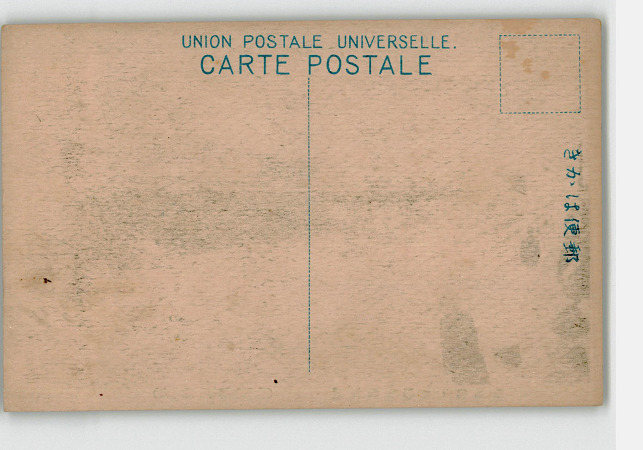 UNION POSTALE UNIVERSELLE.
CARTE POSTALE
きかは便郵